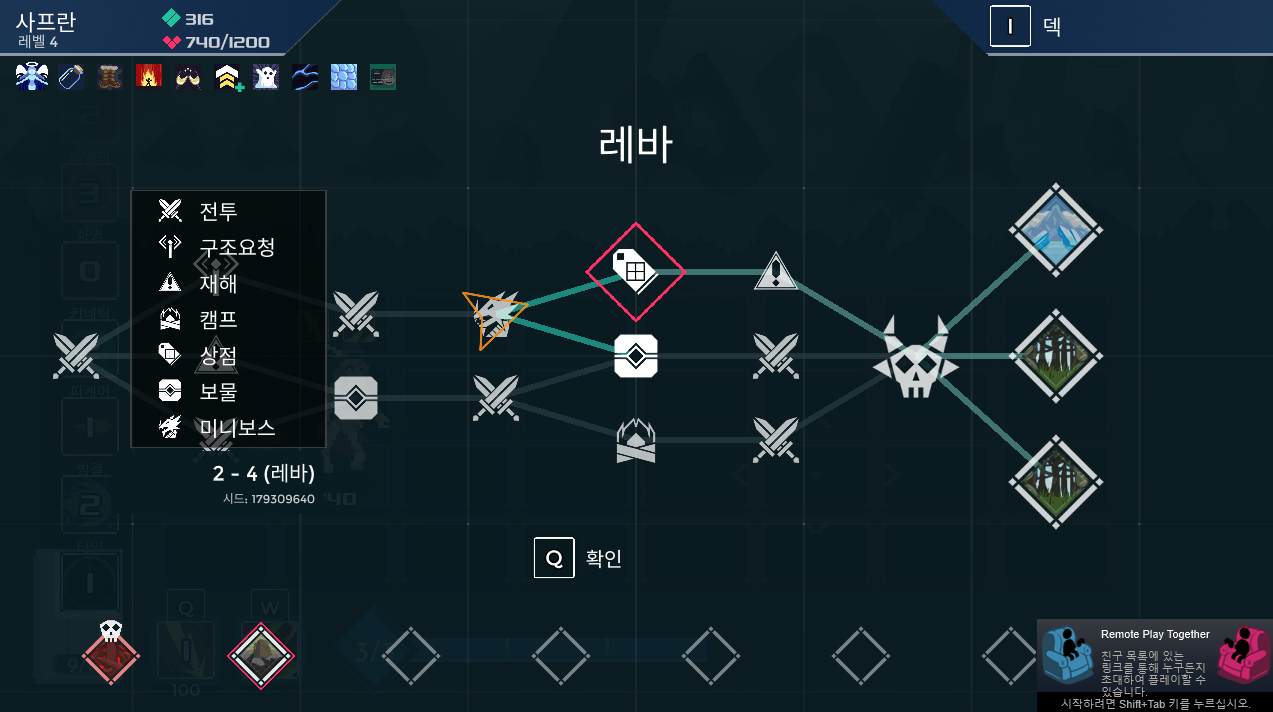 사프란
레벨 4
316
740/1200
I 덱
레바
전투
구조요청
재해
캠프
상점
보물
미니보스
2 - 4 (레바)
시드: 179309640
Q 확인
Q
W
100
Remote Play Together
친구 목록에 있는
링크를 통해 누구든지
초대하여 플레이할 수
있습니다.
시작하려면 Shift+Tab 키를 누르십시오.